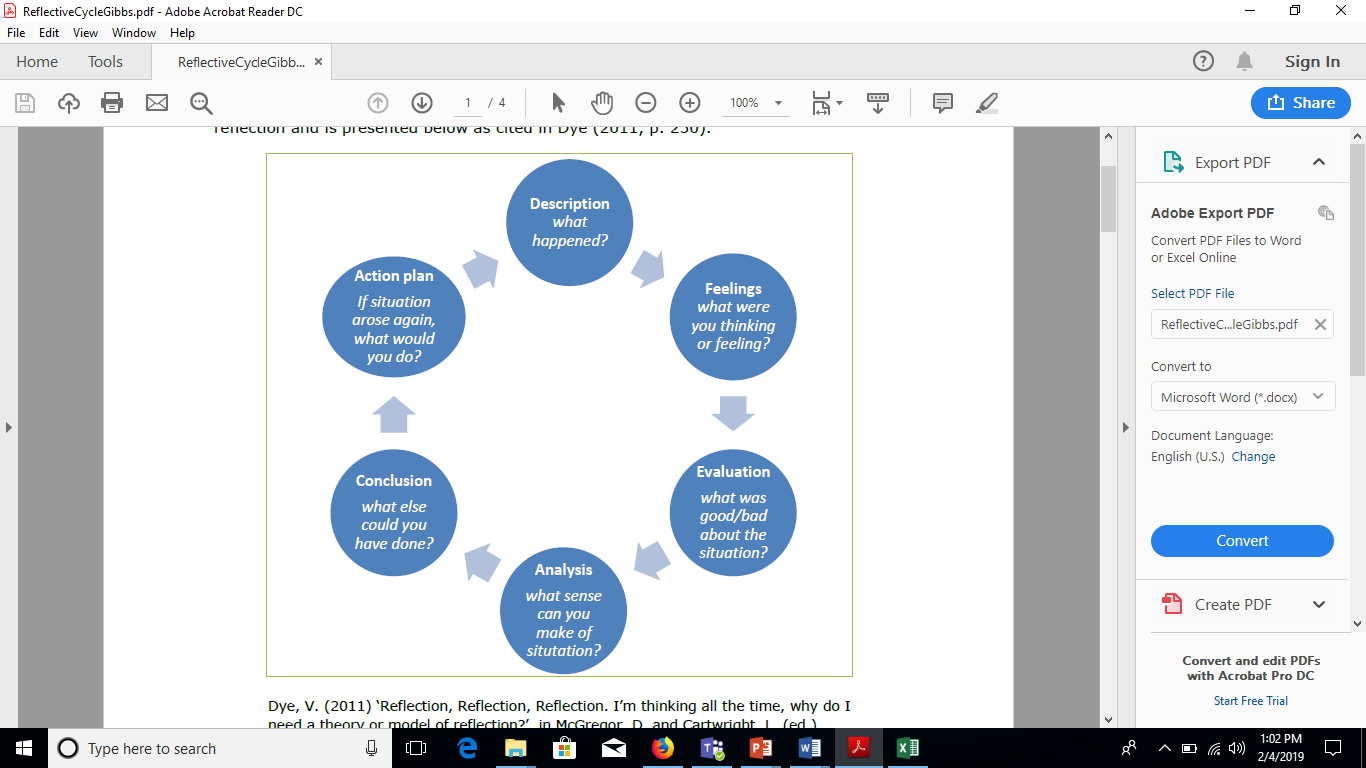 ReflectiveCycleGibbs.pdf - Adobe Acrobat Reader DC
File Edit View Window Help
Home Tools ReflectiveCycleGibb... ×
Sign In
1 / 4
100%
Share
reflection and is presented below as cited in Dye (2011, p. 230).
Description
what
happened?
Feelings
what were
you thinking
or feeling?
Evaluation
what was
good/bad
about the
situation?
Analysis
what sense
can you
make of
situtation?
Conclusion
what else
could you
have done?
Action plan
If situation
arose again,
what would
you do?
Dye, V. (2011) ‘Reflection, Reflection, Reflection. I’m thinking all the time, why do I
need a theory or model of reflection?’, in McGregor, D. and Cartwright, L. (ed.)
Export PDF
Adobe Export PDF
Convert PDF Files to Word
or Excel Online
Select PDF File
ReflectiveC...leGibbs.pdf
Convert to
Microsoft Word (*.docx)
Document Language:
English (U.S.) Change
Convert
Create PDF
Convert and edit PDFs
with Acrobat Pro DC
Start Free Trial
Type here to search
1:02 PM
2/4/2019